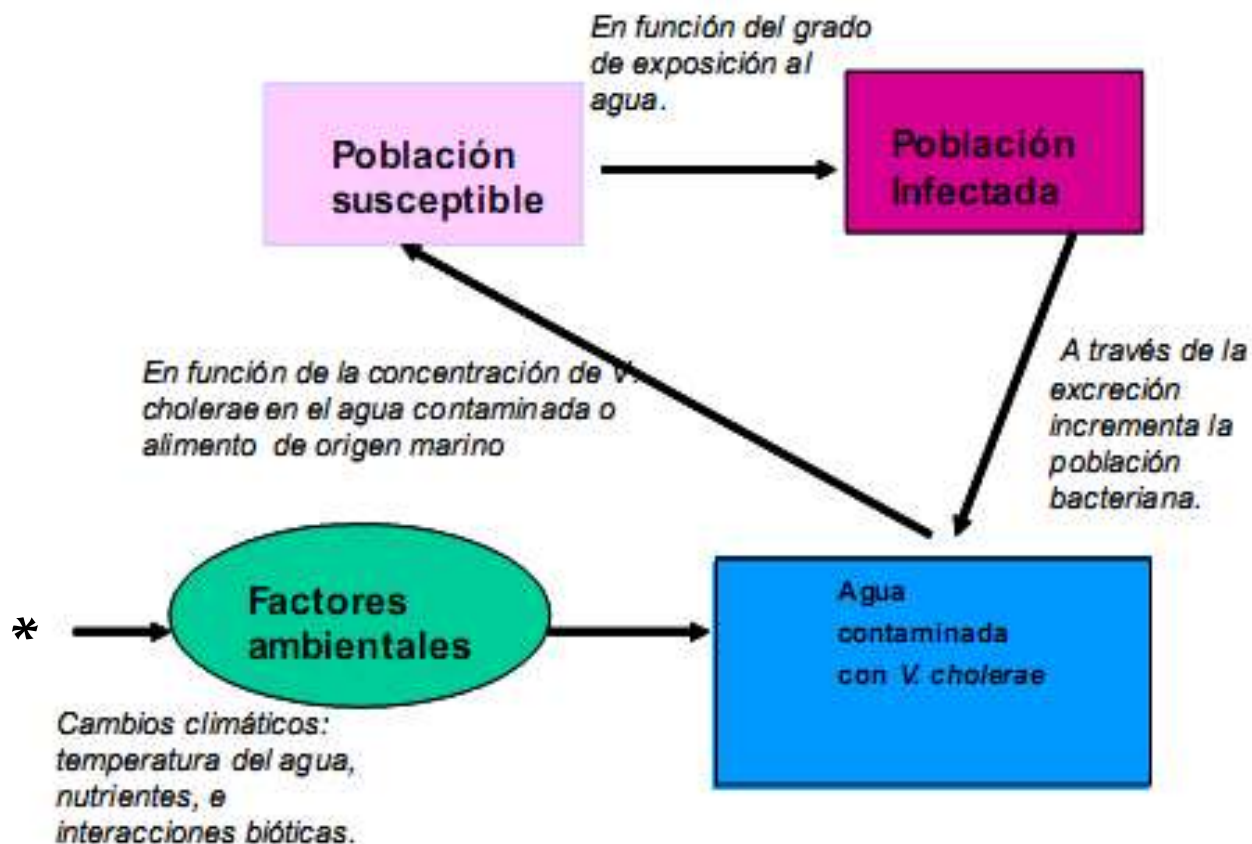 En función del grado
de exposición al
agua.
Población
susceptible
Población
Infectada
En función de la concentración de V.
cholerae en el agua contaminada o
alimento de origen marino
A través de la
excreción
incrementa la
población
bacteriana.
*
Factores
ambientales
Agua
contaminada
con V. cholerae
Cambios climáticos:
temperatura del agua,
nutrientes, e
interacciones bióticas.